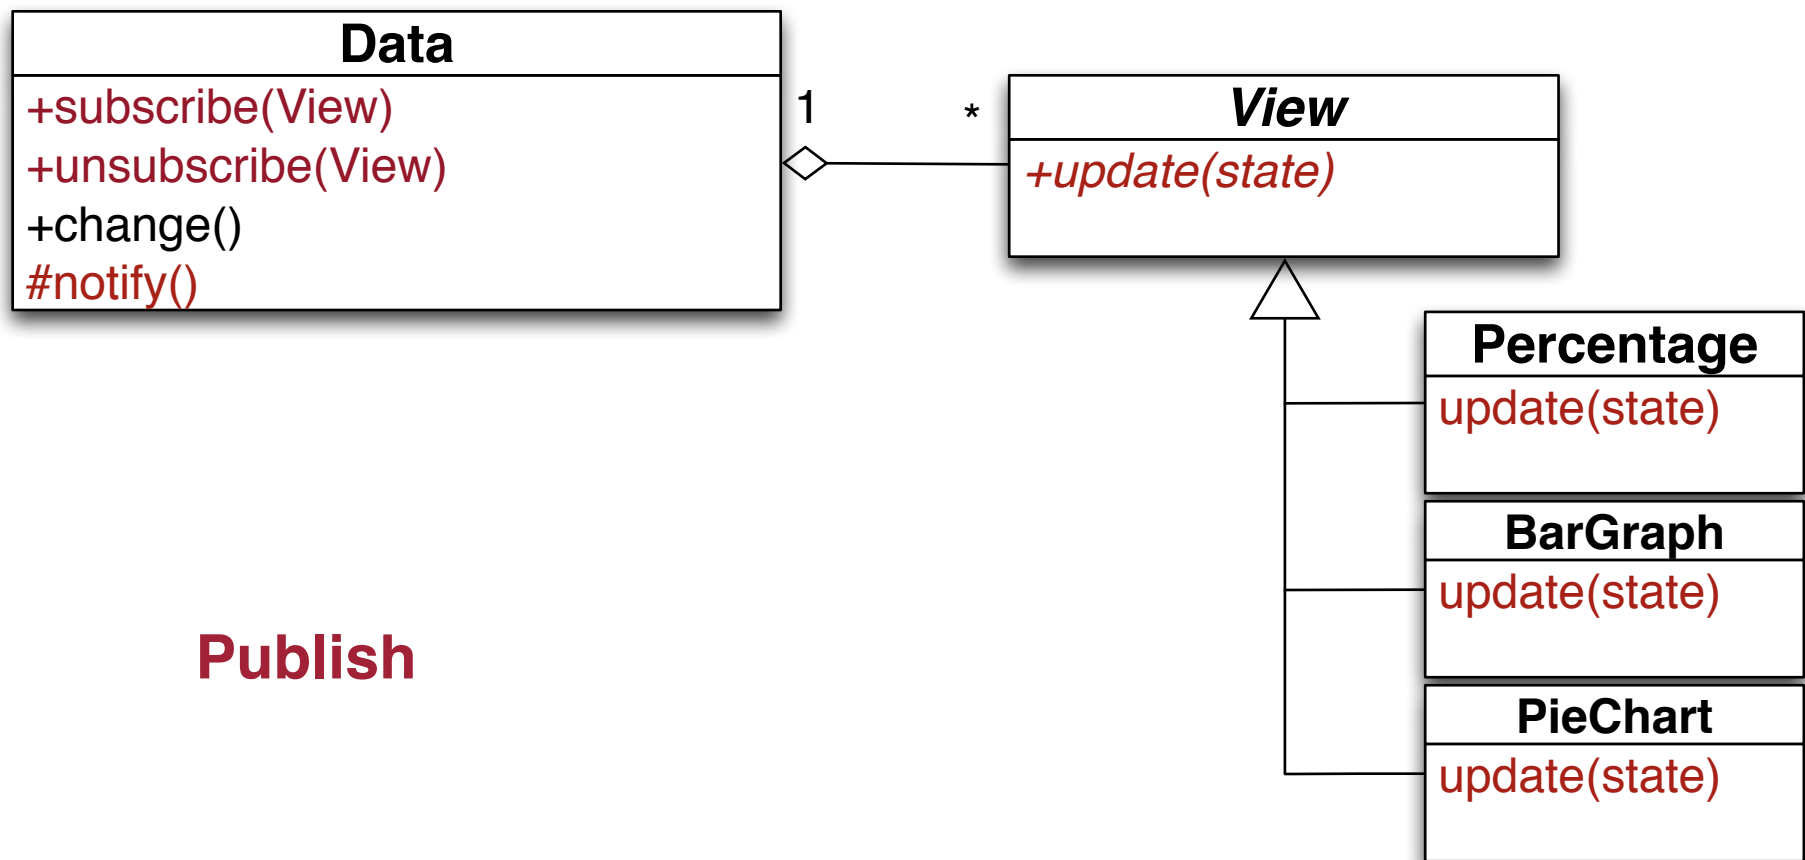 Data
+subscribe(View)
+unsubscribe(View)
+change()
#notify()
1
*
View
+update(state)
Percentage
update(state)
BarGraph
update(state)
PieChart
update(state)
Publish